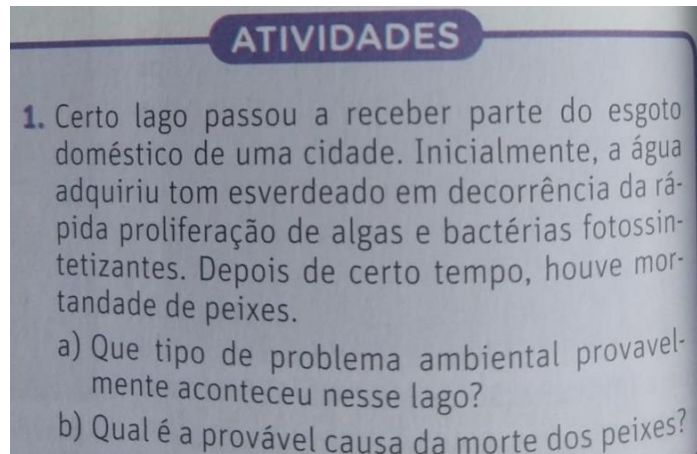 ATIVIDADES
1. Certo lago passou a receber parte do esgoto
doméstico de uma cidade. Inicialmente, a água
adquiriu tom esverdeado em decorrência da rá-
pida proliferação de algas e bactérias fotossin-
tetizantes. Depois de certo tempo, houve mor-
tandade de peixes.
a) Que tipo de problema ambiental provavel-
mente aconteceu nesse lago?
b) Qual é a provável causa da morte dos peixes?